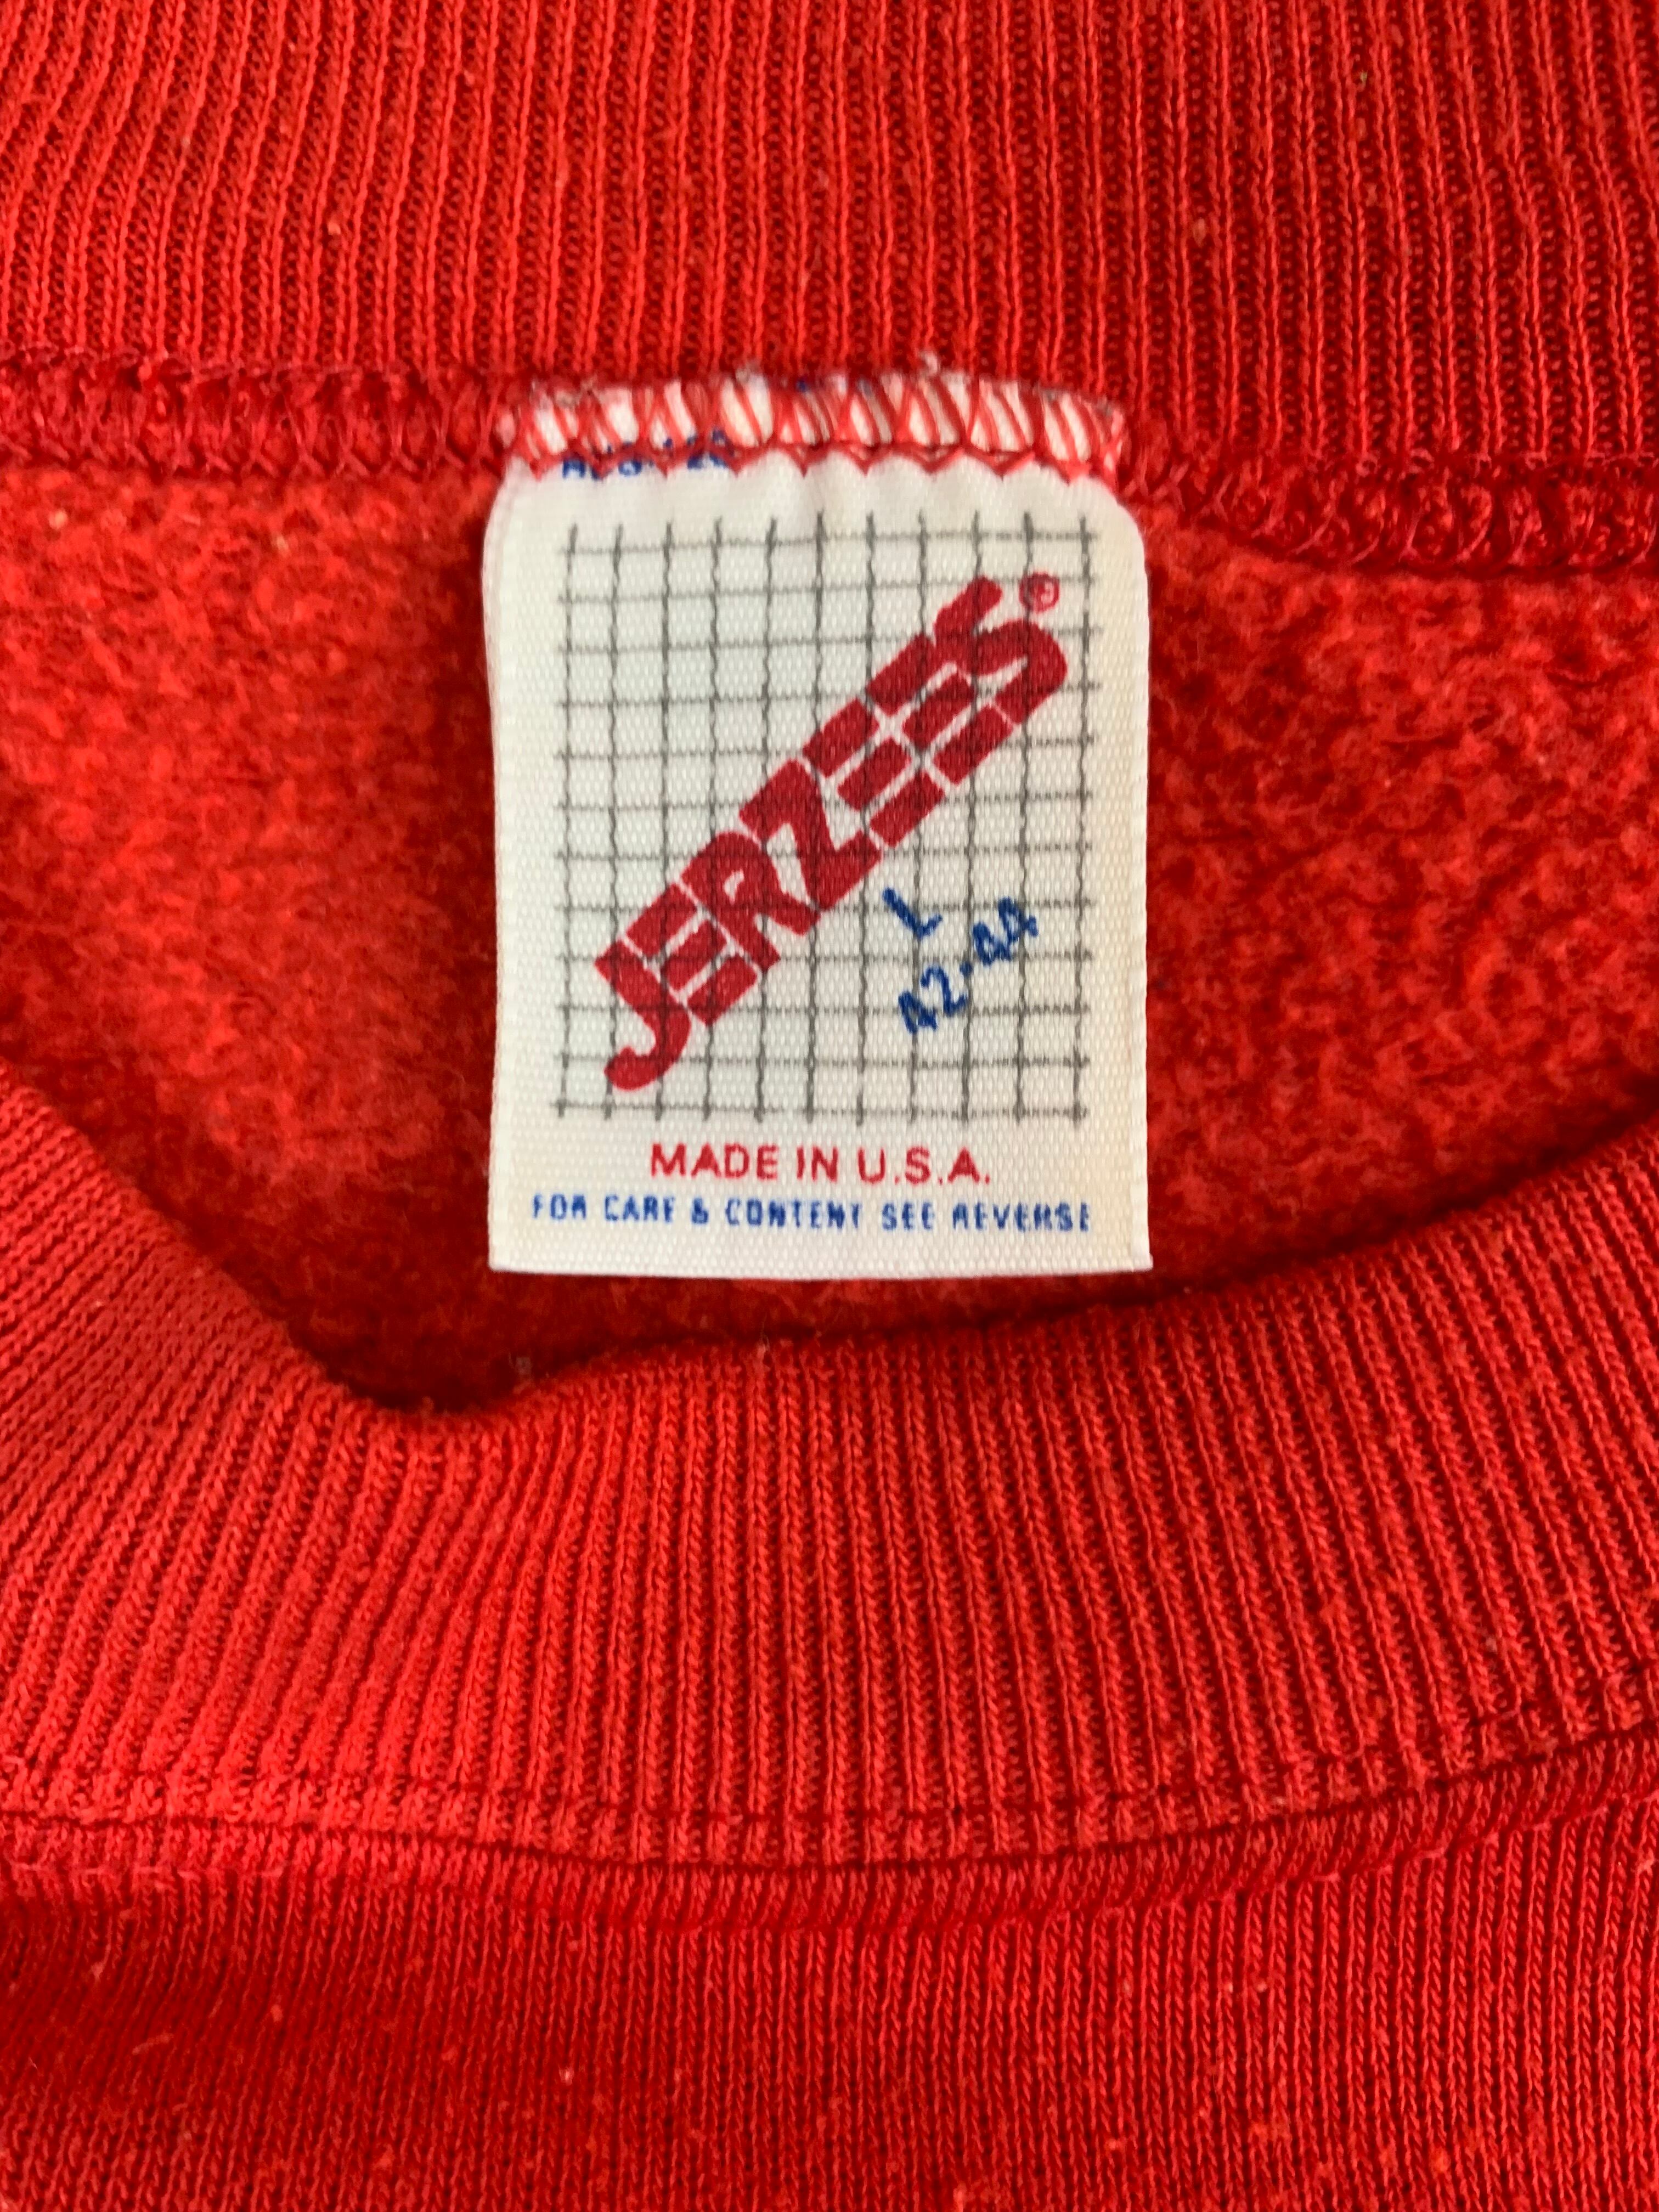 JERZEES®
L
42-44
MADE IN U.S.A.
FOR CARE & CONTENT SEE REVERSE